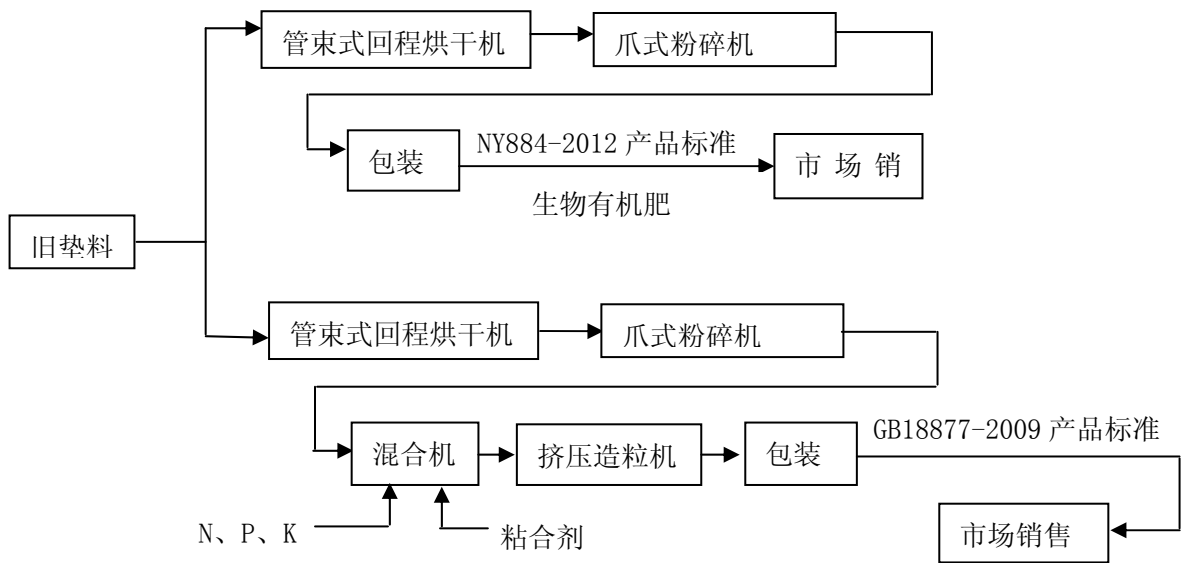 管束式回程烘干机
爪式粉碎机
包装
NY884-2012 产品标准
市 场 销
生物有机肥
旧垫料
管束式回程烘干机
爪式粉碎机
混合机
挤压造粒机
包装
GB18877-2009 产品标准
N、P、K
粘合剂
市场销售